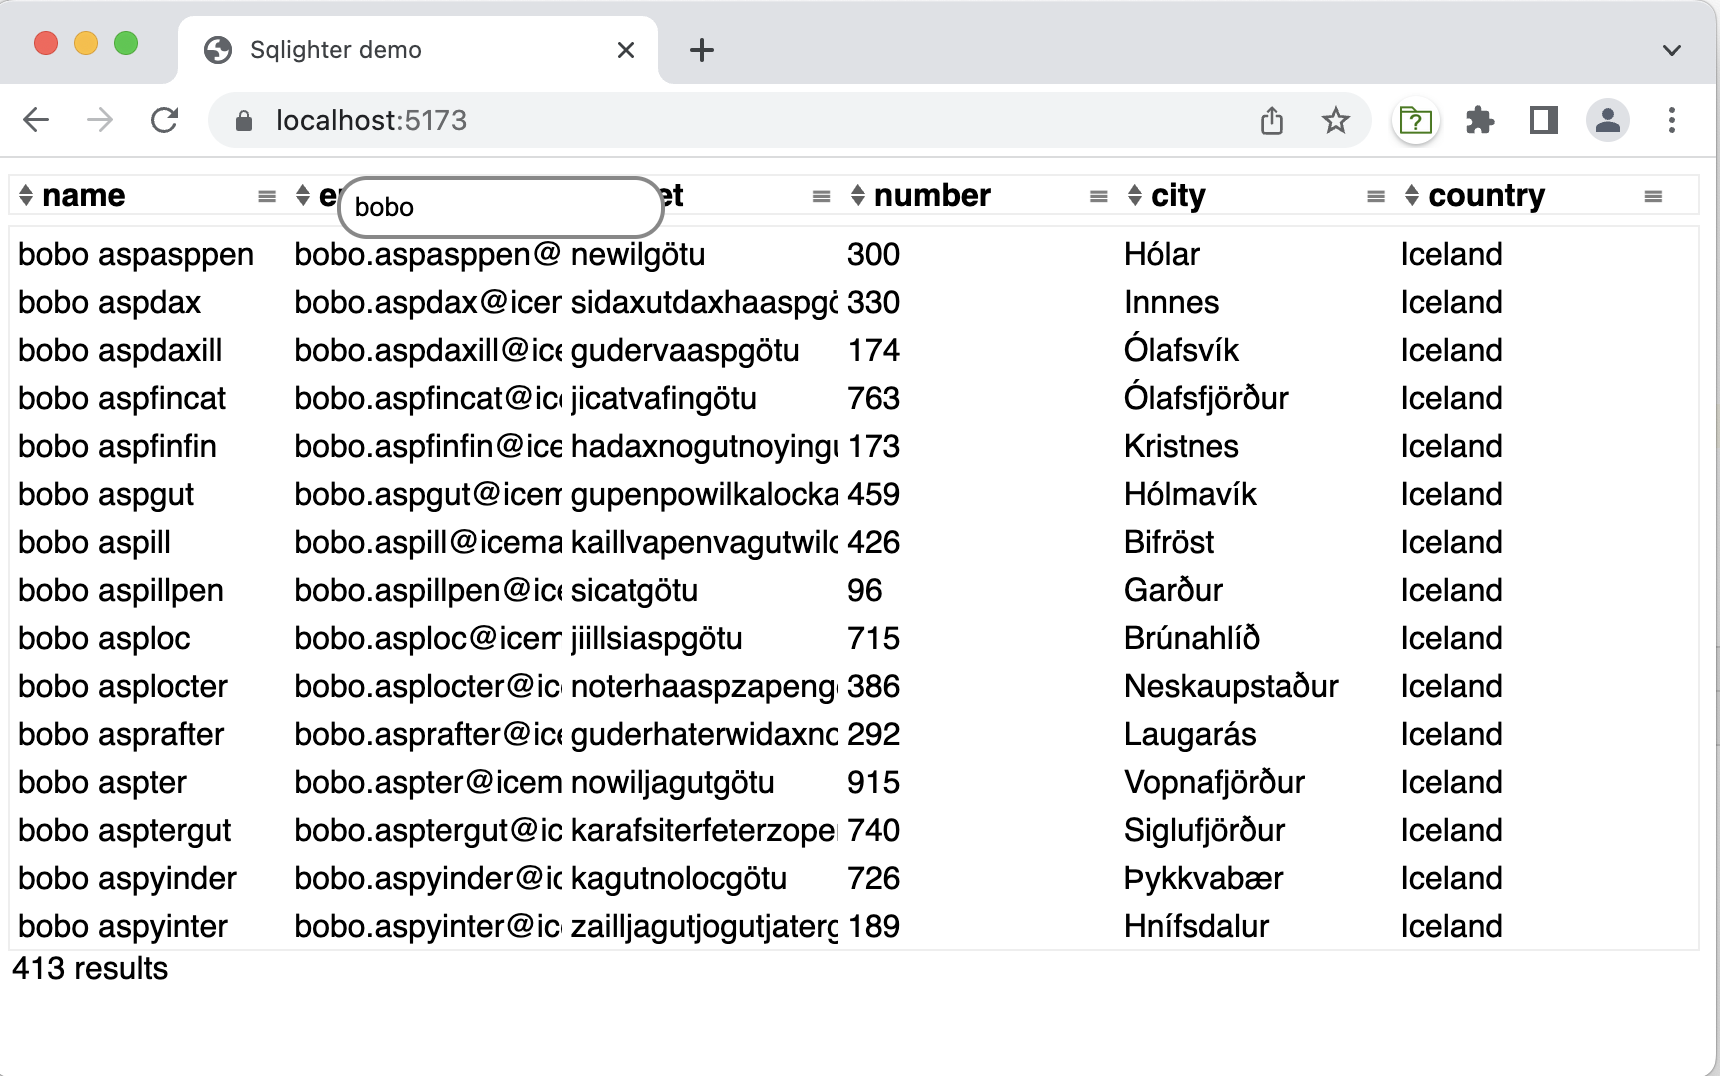 Sqlighter demo
localhost:5173
name bobo number city country
bobo aspasppen bobo.aspasppen@ newilgötu 300 Hólar Iceland
bobo aspdax bobo.aspdax@icem sidaxutdaxhaaspgö 330 Innnes Iceland
bobo aspdaxill bobo.aspdaxill@ice gudervaaspgötu 174 Ólafsvík Iceland
bobo aspfincat bobo.aspfincat@ic jicatvafingötu 763 Ólafsfjörður Iceland
bobo aspfinfin bobo.aspfinfin@ice hadaxnogutnoyingu 173 Kristnes Iceland
bobo aspgut bobo.aspgut@icem gupenpowilkalocka 459 Hólmavík Iceland
bobo aspill bobo.aspill@icema kaillvapenvagutwilo 426 Bifröst Iceland
bobo aspillpen bobo.aspillpen@ice sicatgötu 96 Garður Iceland
bobo asploc bobo.asploc@icem jiillsiaspgötu 715 Brúnahlíð Iceland
bobo asplocter bobo.asplocter@ic noterhaaspzapeng 386 Neskaupstaður Iceland
bobo asprafter bobo.asprafter@ice guderhaterwidaxno 292 Laugarás Iceland
bobo aspter bobo.aspter@icem nowiljagutgötu 915 Vopnafjörður Iceland
bobo asptergut bobo.asptergut@ic karafsiterfeterzope 740 Siglufjörður Iceland
bobo aspyinder bobo.aspyinder@ic kagutnolocgötu 726 Þykkvabær Iceland
bobo aspyinter bobo.aspyinter@ic zailljagutjogutjaterg 189 Hnífsdalur Iceland
413 results